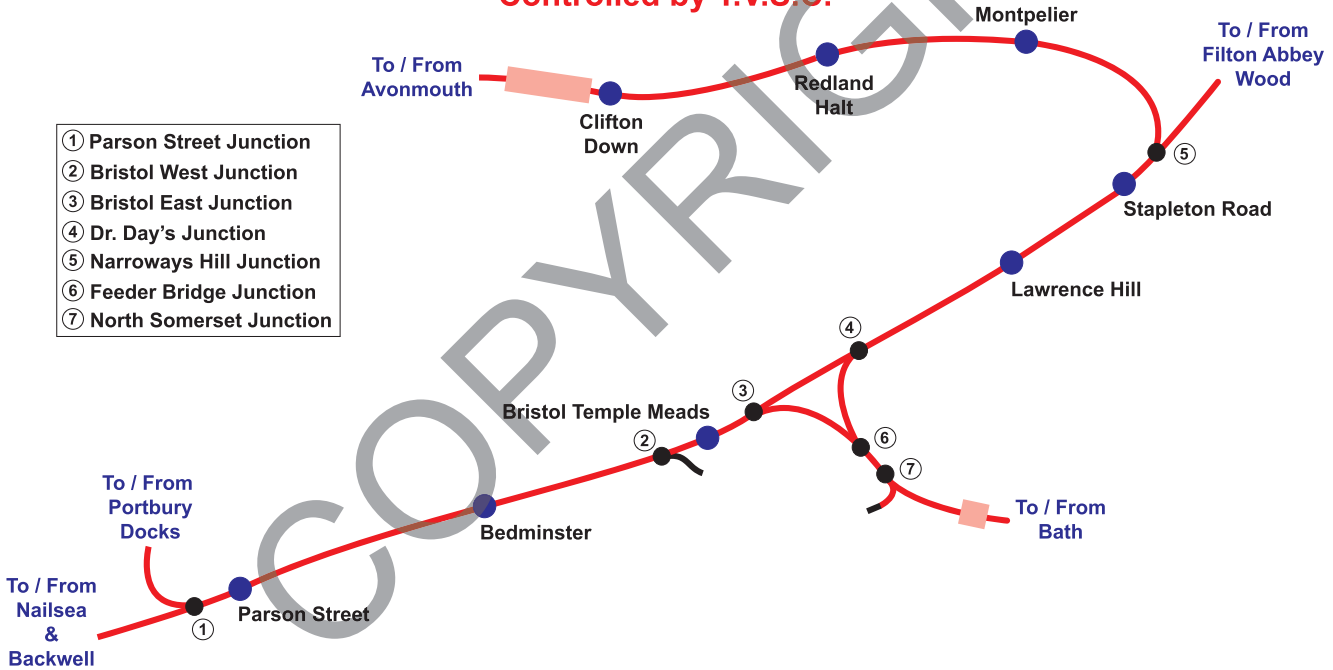 Controlled by T.V.S.C.
Montpelier
To / From
Filton Abbey
Wood
To / From
Avonmouth
Redland
Halt
Clifton
Down
1 Parson Street Junction
2 Bristol West Junction
3 Bristol East Junction
4 Dr. Day’s Junction
5 Narroways Hill Junction
6 Feeder Bridge Junction
7 North Somerset Junction
5
Stapleton Road
Lawrence Hill
4
3
Bristol Temple Meads
2
6
7
To / From
Portbury
Docks
To / From
Bath
Bedminster
To / From
Nailsea
&
Backwell
Parson Street
1